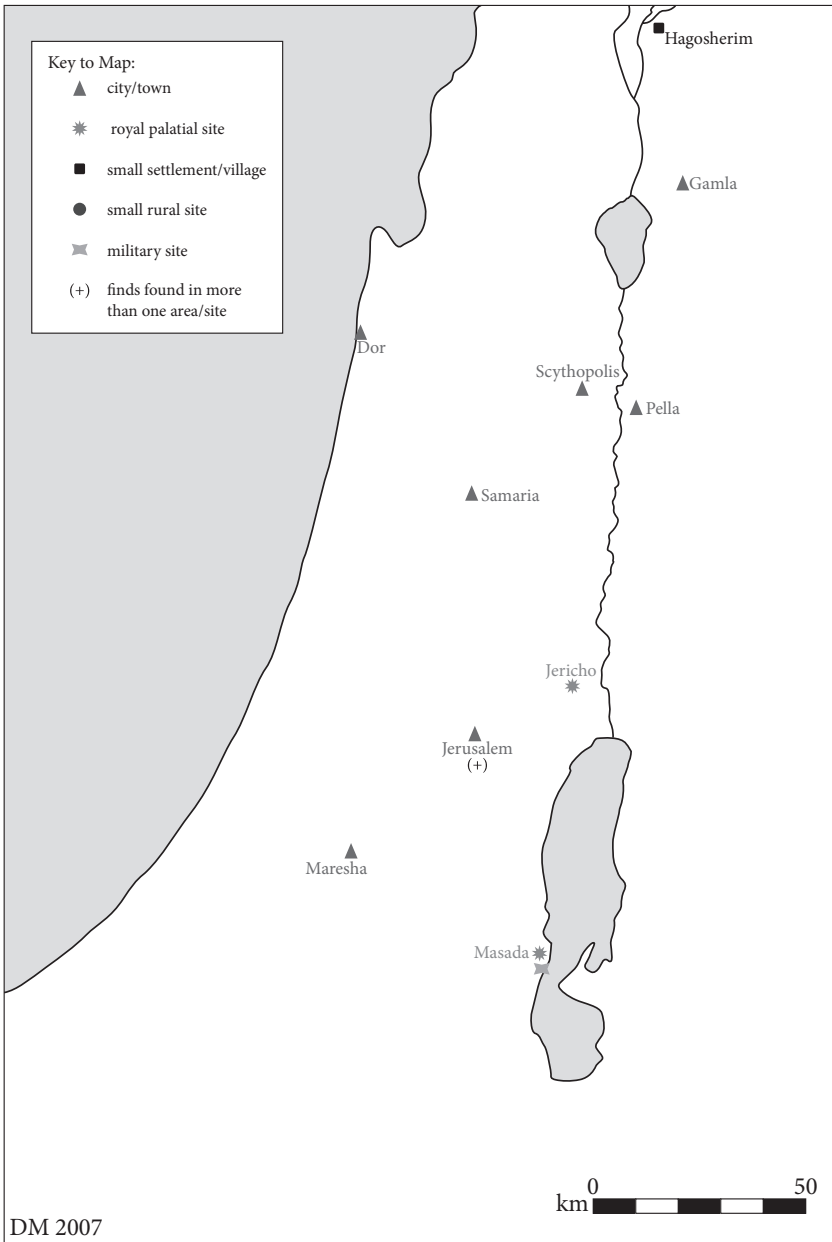 Hagosherim
Key to Map:
city/town
royal palatial site
small settlement/village
small rural site
military site
(+) finds found in more
than one area/site
Gamla
Dor
Scythopolis
Pella
Samaria
Jericho
Jerusalem
(+)
Maresha
Masada
0 50
km
DM 2007